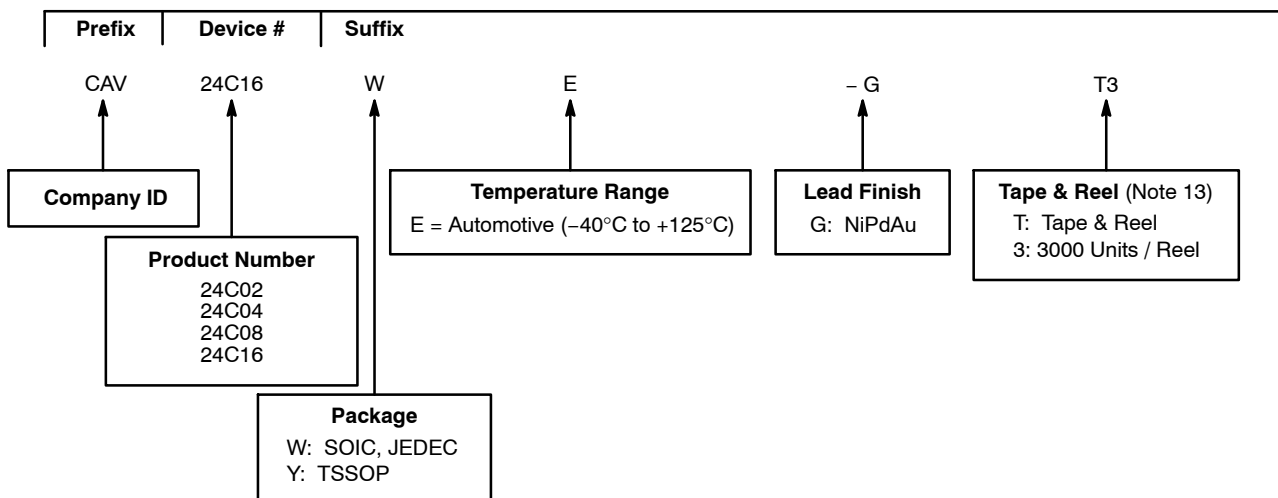 Prefix Device # Suffix
CAV 24C16 W E – G T3
Company ID
Temperature Range
E = Automotive (−40°C to +125°C)
Lead Finish
G: NiPdAu
Tape & Reel (Note 13)
T: Tape & Reel
3: 3000 Units / Reel
Product Number
24C02
24C04
24C08
24C16
Package
W: SOIC, JEDEC
Y: TSSOP